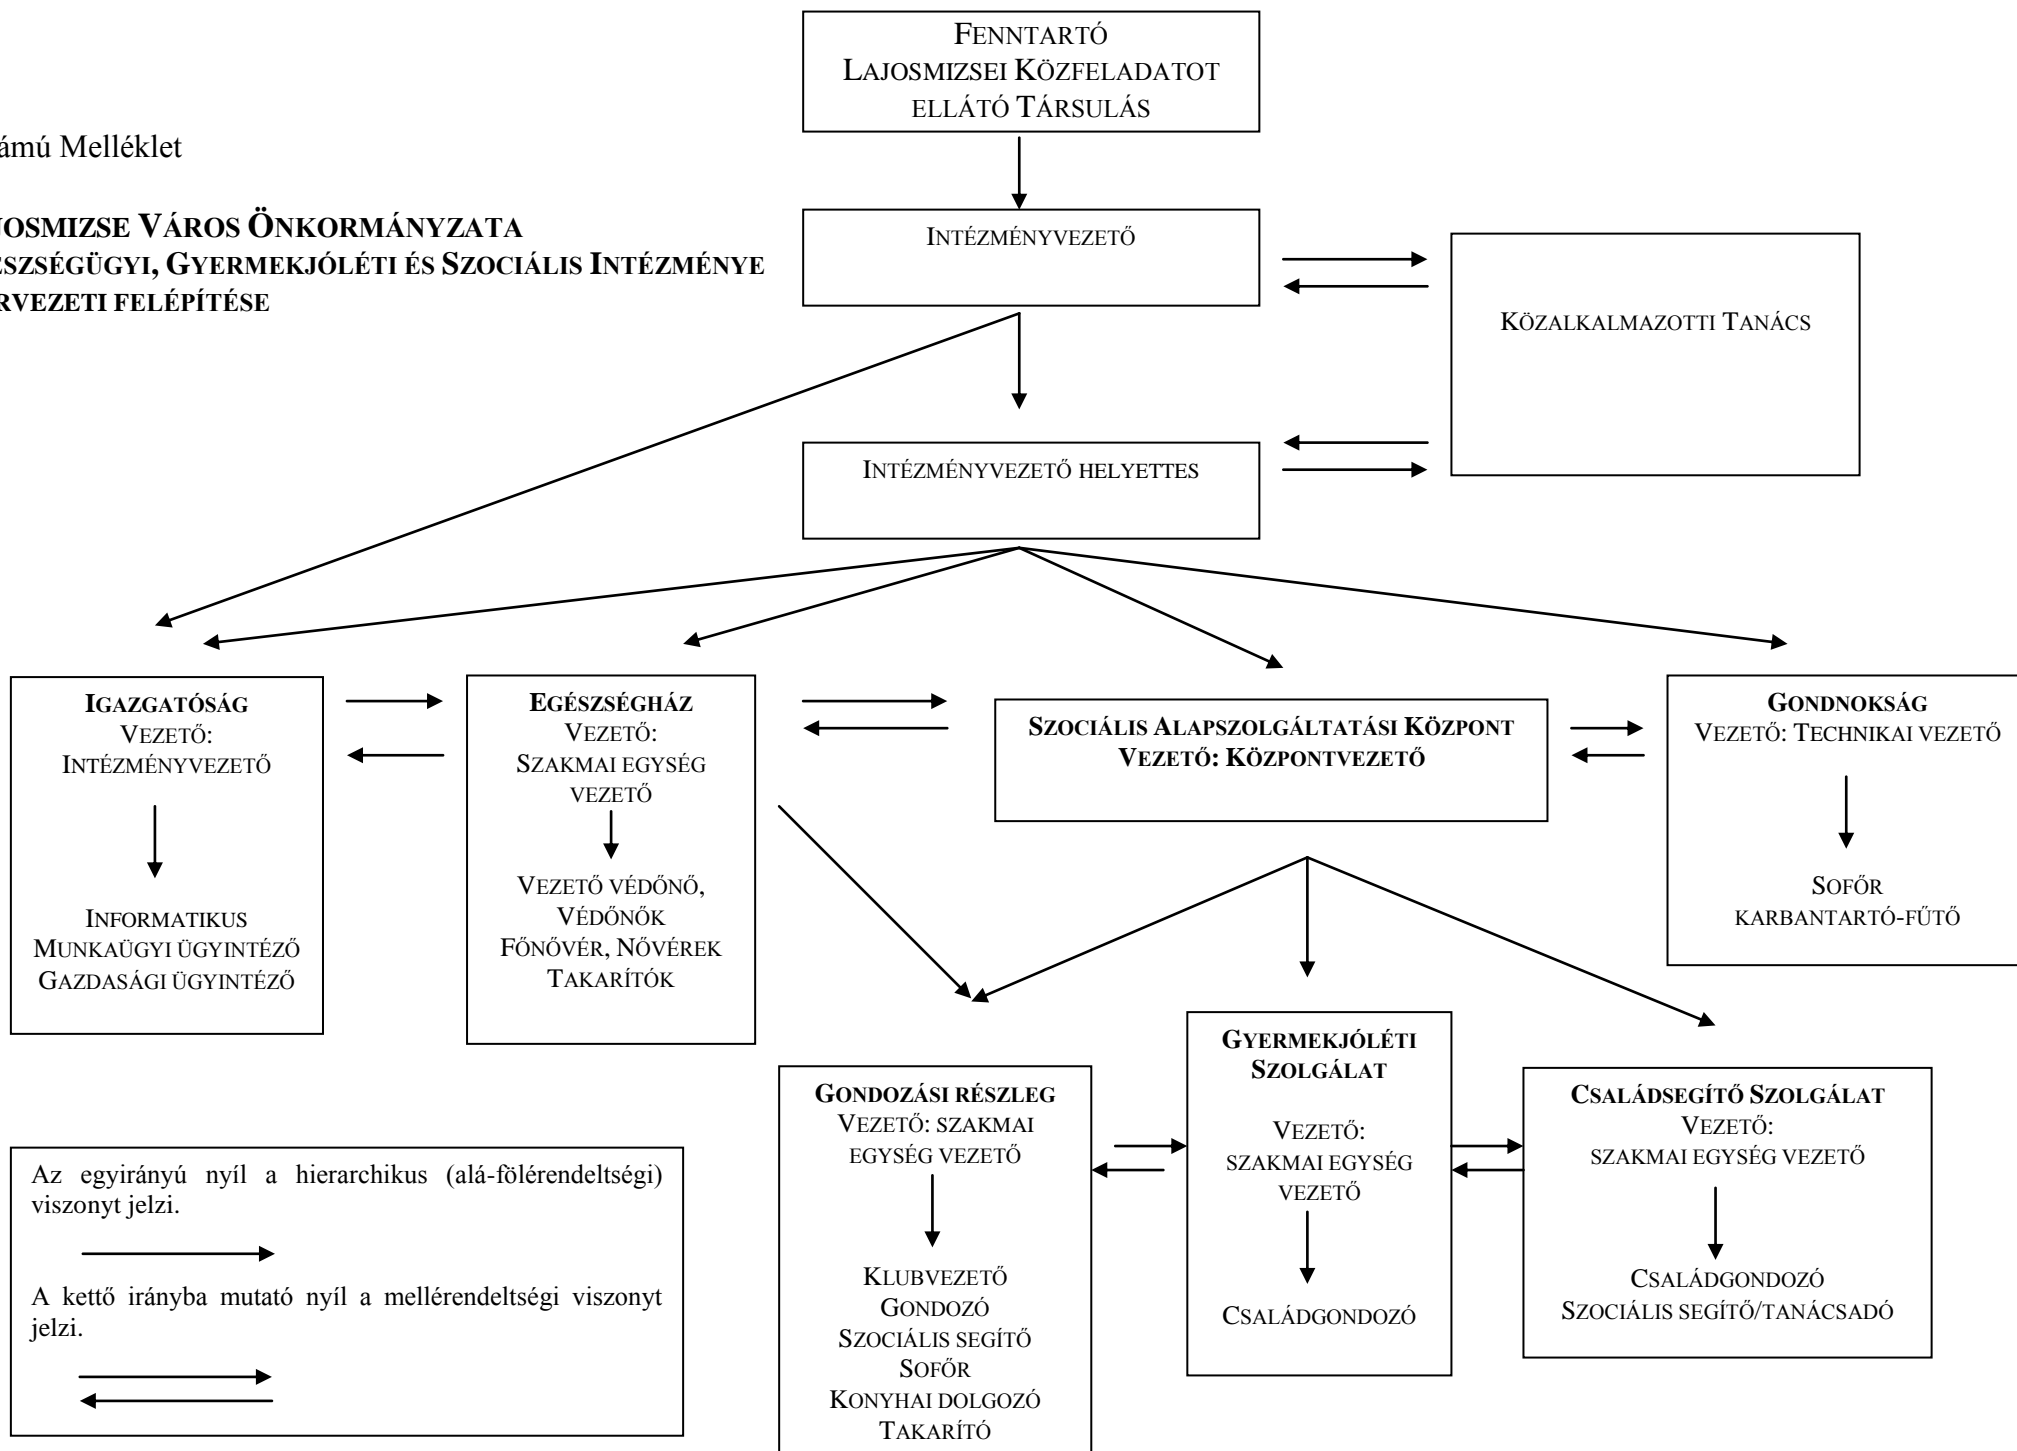 FENNTARTÓ
LAJOSMIZSEI KÖZFELADATOT
ELLÁTÓ TÁRSULÁS
ámú Melléklet
JOSMIZSE VÁROS ÖNKORMÁNYZATA
ÉSZSÉGÜGYI, GYERMEKJÓLÉTI ÉS SZOCIÁLIS INTÉZMÉNYE
RVEZETI FELÉPÍTÉSE
INTÉZMÉNYVEZETŐ
KÖZALKALMAZOTTI TANÁCS
INTÉZMÉNYVEZETŐ HELYETTES
IGAZGATÓSÁG
VEZETŐ:
INTÉZMÉNYVEZETŐ
INFORMATIKUS
MUNKAÜGYI ÜGYINTÉZŐ
GAZDASÁGI ÜGYINTÉZŐ
EGÉSZSÉGHÁZ
VEZETŐ:
SZAKMAI EGYSÉG
VEZETŐ
VEZETŐ VÉDŐNŐ,
VÉDŐNŐK
FŐNŐVÉR, NŐVÉREK
TAKARÍTÓK
SZOCIÁLIS ALAPSZOLGÁLTATÁSI KÖZPONT
VEZETŐ: KÖZPONTVEZETŐ
GONDNOKSÁG
VEZETŐ: TECHNIKAI VEZETŐ
SOFŐR
KARBANTARTÓ-FŰTŐ
GONDOZÁSI RÉSZLEG
VEZETŐ: SZAKMAI
EGYSÉG VEZETŐ
KLUBVEZETŐ
GONDOZÓ
SZOCIÁLIS SEGÍTŐ
SOFŐR
KONYHAI DOLGOZÓ
TAKARÍTÓ
GYERMEKJÓLÉTI
SZOLGÁLAT
VEZETŐ:
SZAKMAI EGYSÉG
VEZETŐ
CSALÁDGONDOZÓ
CSALÁDSEGÍTŐ SZOLGÁLAT
VEZETŐ:
SZAKMAI EGYSÉG VEZETŐ
CSALÁDGONDOZÓ
SZOCIÁLIS SEGÍTŐ/TANÁCSADÓ
Az egyirányú nyíl a hierarchikus (alá-fölérendeltségi)
viszonyt jelzi.
A kettő irányba mutató nyíl a mellérendeltségi viszonyt
jelzi.